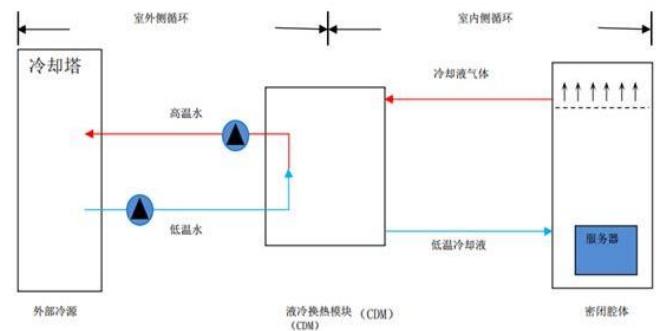 室外侧循环
室内侧循环
冷却塔
冷却液气体
高温水
低温水
低温冷却液
服务器
外部冷源
液冷换热模块（CDM）
（CDM）
密闭腔体